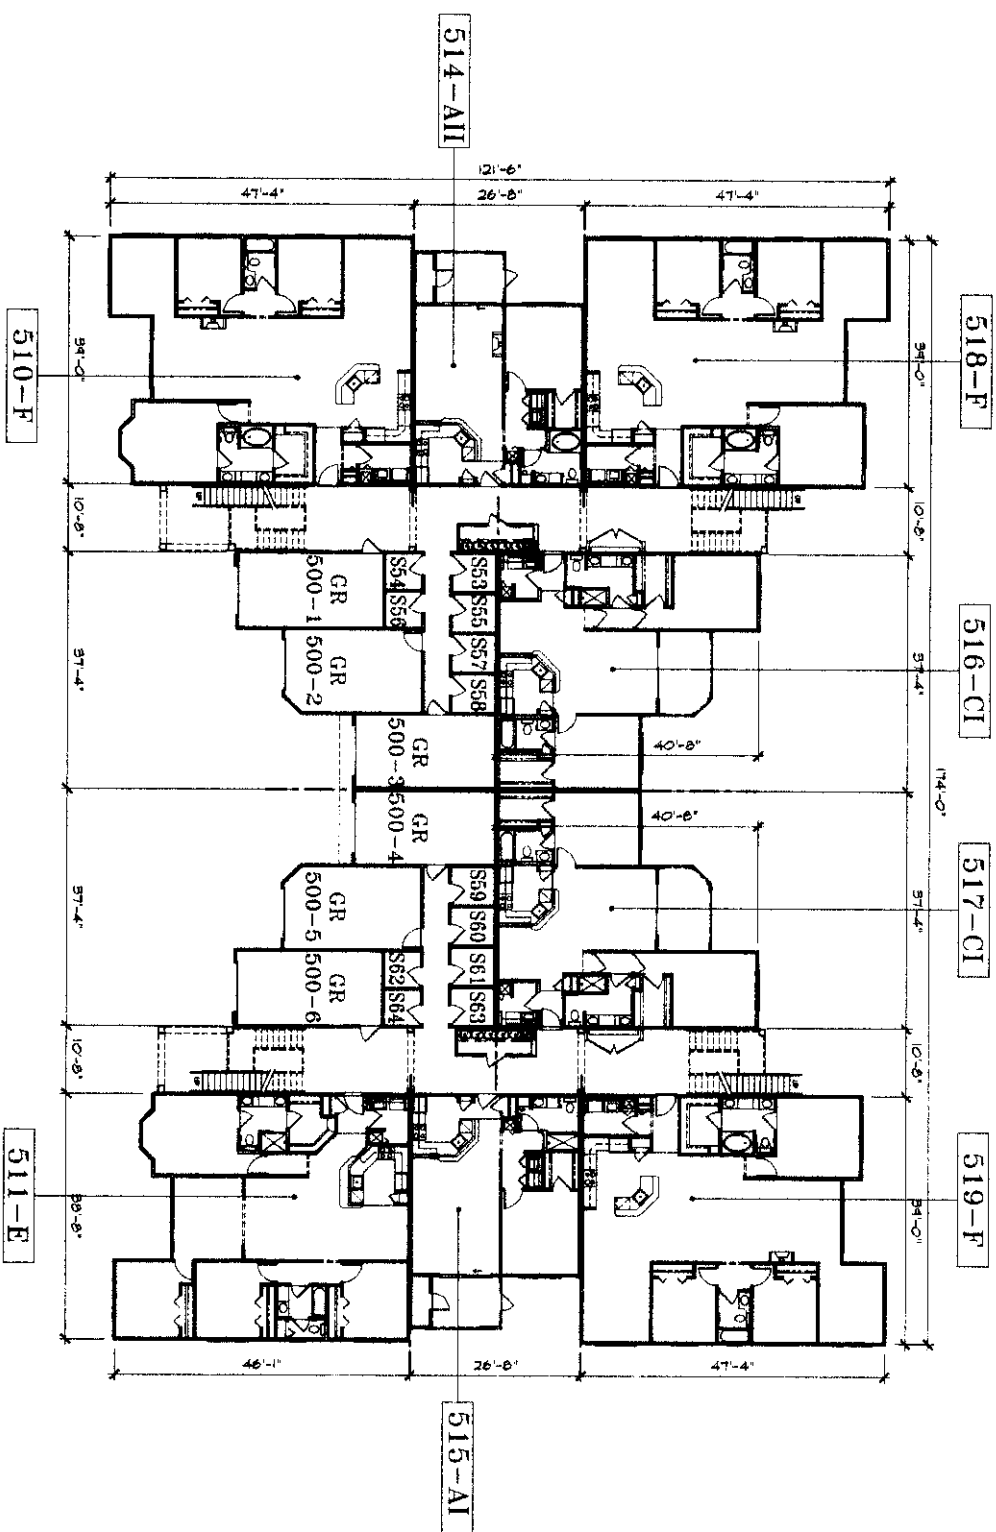 514-AII
121'-6"
47'-4"
26'-8"
47'-4"
518-F
516-CI
517-CI
519-F
174'-0"
34'-0"
10'-8"
37'-4"
37'-4"
10'-8"
34'-0"
40'-8"
40'-8"
S53
S55
S57
S58
S59
S60
S61
S63
S54
S56
S62
S64
GR
500-1
GR
500-2
GR
500-3
GR
500-4
GR
500-5
GR
500-6
34'-0"
10'-8"
37'-4"
37'-4"
10'-8"
38'-8"
510-F
511-E
46'-1"
26'-8"
47'-4"
515-AI